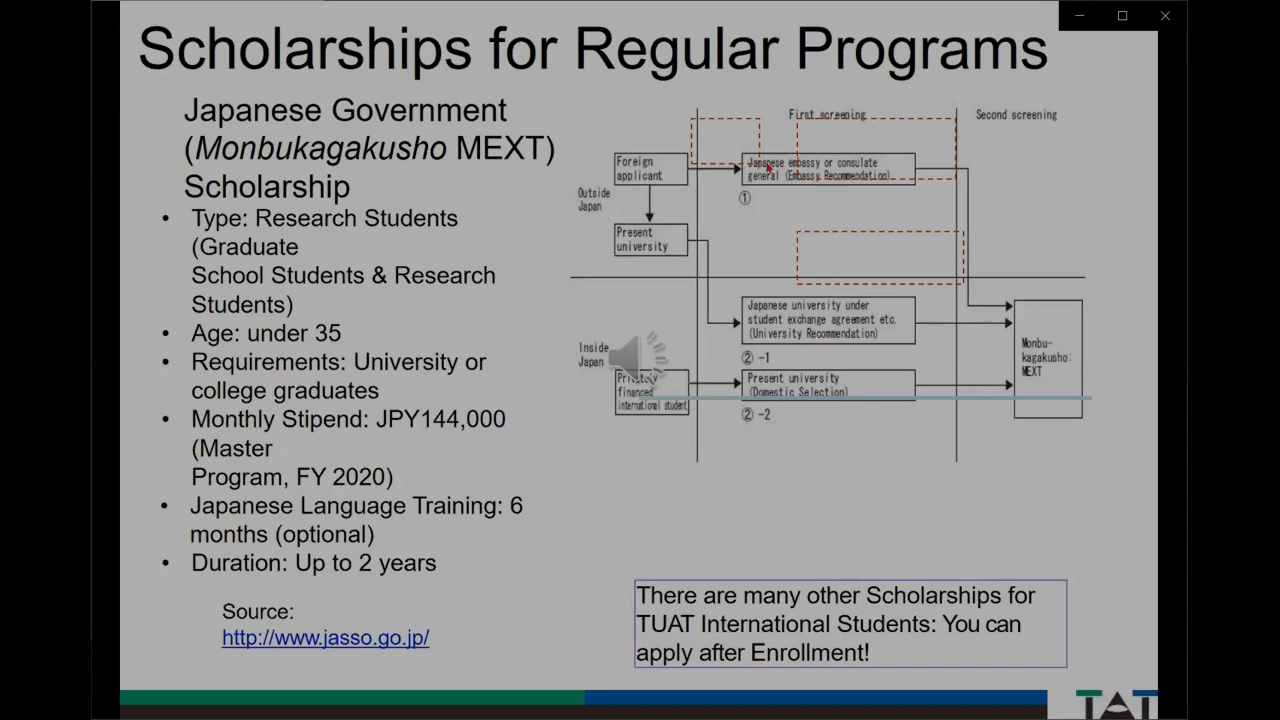 Scholarships for Regular Programs
Japanese Government
(Monbukagakusho MEXT)
Scholarship
• Type: Research Students
(Graduate
School Students & Research
Students)
• Age: under 35
• Requirements: University or
college graduates
• Monthly Stipend: JPY144,000
(Master
Program, FY 2020)
• Japanese Language Training: 6
months (optional)
• Duration: Up to 2 years
Source:
http://www.jasso.go.jp/
First screening
Second screening
Outside
Japan
Foreign
applicant
Japanese embassy or consulate
general (Embassy Recommendation)
①
Present
university
Japanese university under
student exchange agreement etc.
(University Recommendation)
② -1
Inside
Japan
Privately
financed
international student
Present university
(Domestic Selection)
② -2
Monbu-
kagakusho:
MEXT
There are many other Scholarships for
TUAT International Students: You can
apply after Enrollment!
TAT